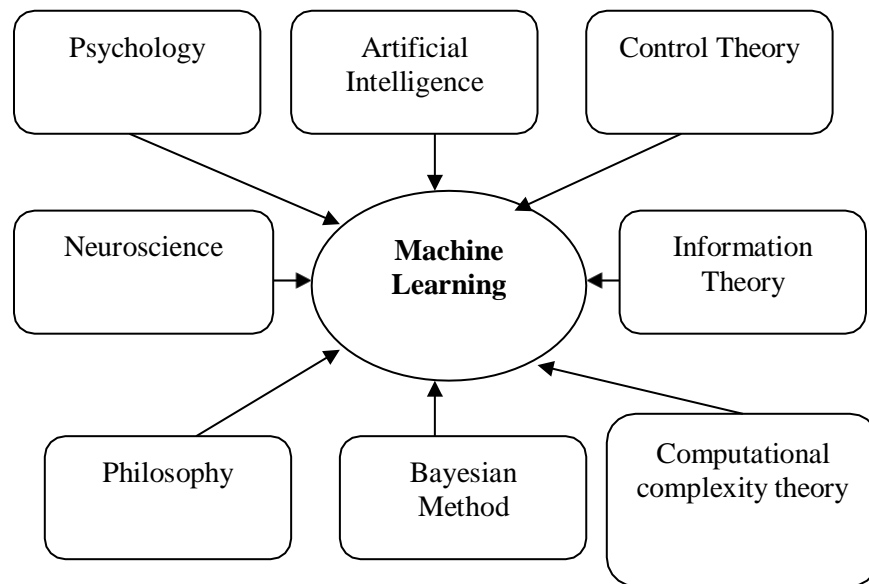 Psychology
Artificial
Intelligence
Control Theory
Neuroscience
Machine
Learning
Information
Theory
Philosophy
Bayesian
Method
Computational
complexity theory